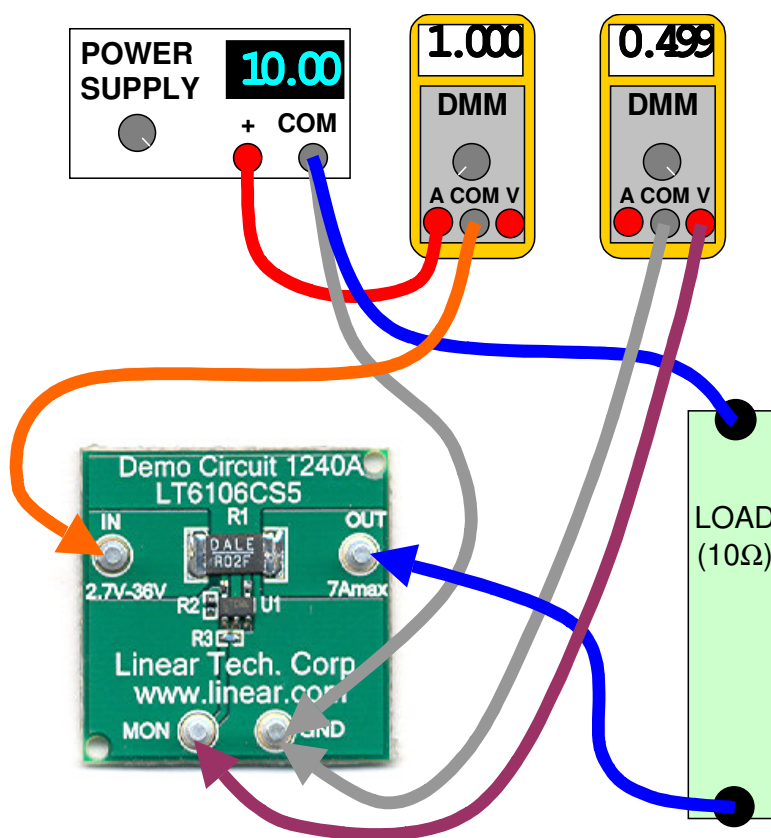 POWER
SUPPLY
10.00
+ COM
1.000
DMM
A COM V
0.499
DMM
A COM V
Demo Circuit 1240A
LT6106CS5
R1
IN
OUT
DALE
R02F
2.7V-36V
7Amax
R2
U1
R3
Linear Tech. Corp
www.linear.com
MON
GND
LOAD
(10Ω)